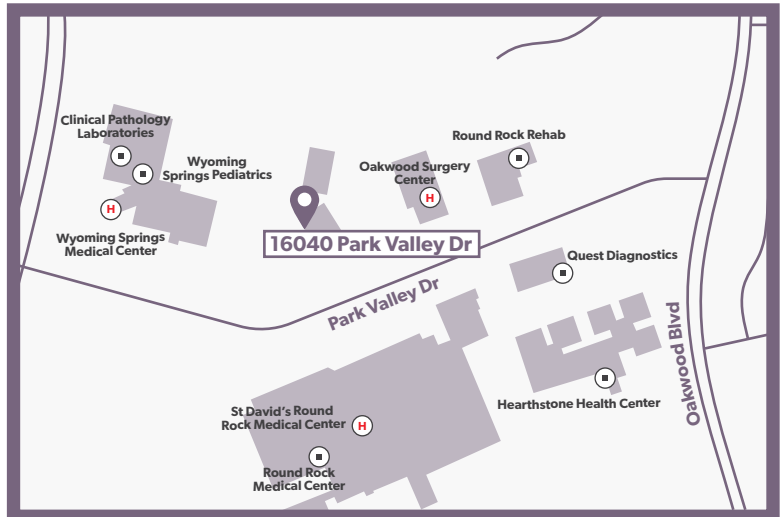 Clinical Pathology
Laboratories
Wyoming
Springs Pediatrics
H
Wyoming Springs
Medical Center
Oakwood Surgery
Center
H
Round Rock Rehab
16040 Park Valley Dr
Park Valley Dr
Quest Diagnostics
Oakwood Blvd
Hearthstone Health Center
St David's Round
Rock Medical Center
H
Round Rock
Medical Center